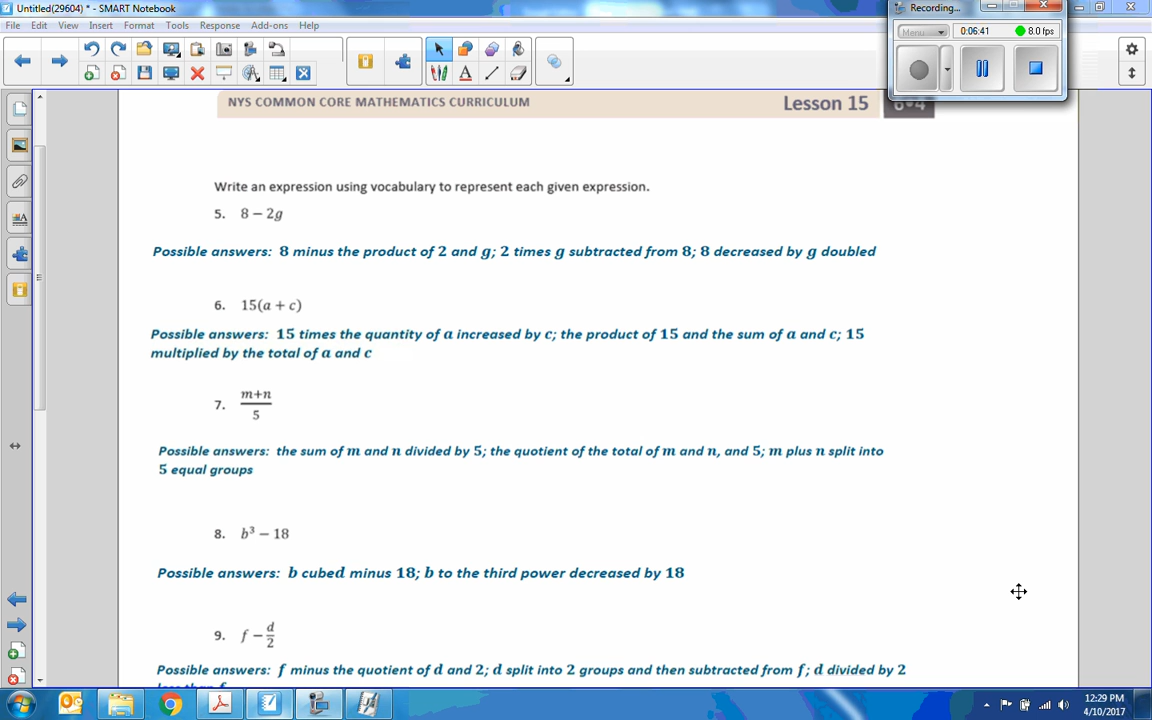 Untitled(29604) * - SMART Notebook
Recording...
File Edit View Insert Format Tools Response Add-ons Help
Menu
0:06:41
8.0 fps
NYS COMMON CORE MATHEMATICS CURRICULUM
Lesson 15
6•4
Write an expression using vocabulary to represent each given expression.
5. 8 − 2g
Possible answers: 8 minus the product of 2 and g; 2 times g subtracted from 8; 8 decreased by g doubled
6. 15(a + c)
Possible answers: 15 times the quantity of a increased by c; the product of 15 and the sum of a and c; 15
multiplied by the total of a and c
7. m+n
5
Possible answers: the sum of m and n divided by 5; the quotient of the total of m and n, and 5; m plus n split into
5 equal groups
8. b³ − 18
Possible answers: b cubed minus 18; b to the third power decreased by 18
9. f − d
2
Possible answers: f minus the quotient of d and 2; d split into 2 groups and then subtracted from f; d divided by 2
less than f
12:29 PM
4/10/2017